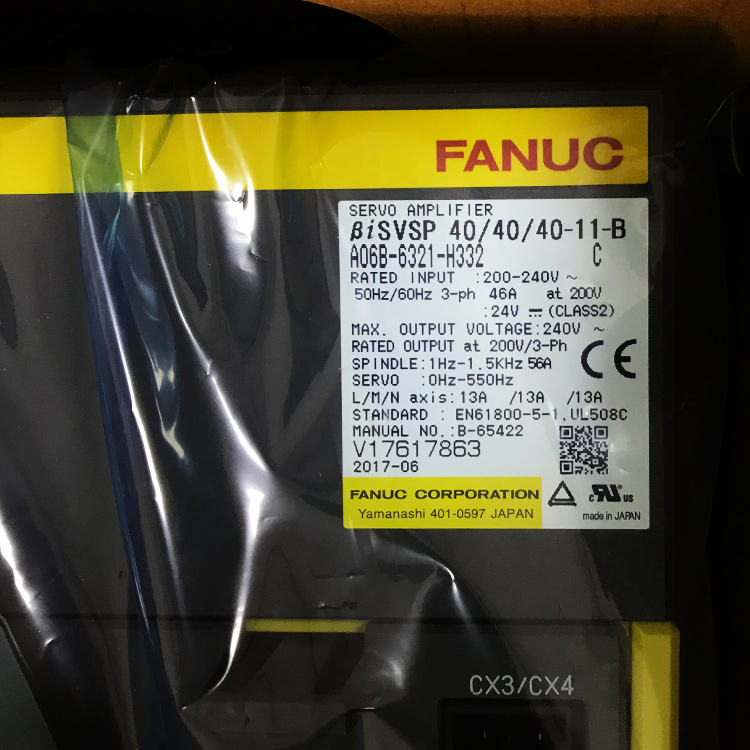 FANUC
SERVO AMPLIFIER
βiSVSP 40/40/40-11-B
A06B-6321-H332 C
RATED INPUT :200-240V ~
50Hz/60Hz 3-ph 46A at 200V
:24V ⎓ (CLASS2)
MAX. OUTPUT VOLTAGE:240V ~
RATED OUTPUT at 200V/3-Ph
CE
SPINDLE:1Hz-1.5KHz 56A
SERVO :0Hz-550Hz
L/M/N axis:13A /13A /13A
STANDARD : EN61800-5-1,UL508C
MANUAL NO.:B-65422
V17617863
2017-06
FANUC CORPORATION
Yamanashi 401-0597 JAPAN
c RU® us
made in JAPAN
CX3/CX4